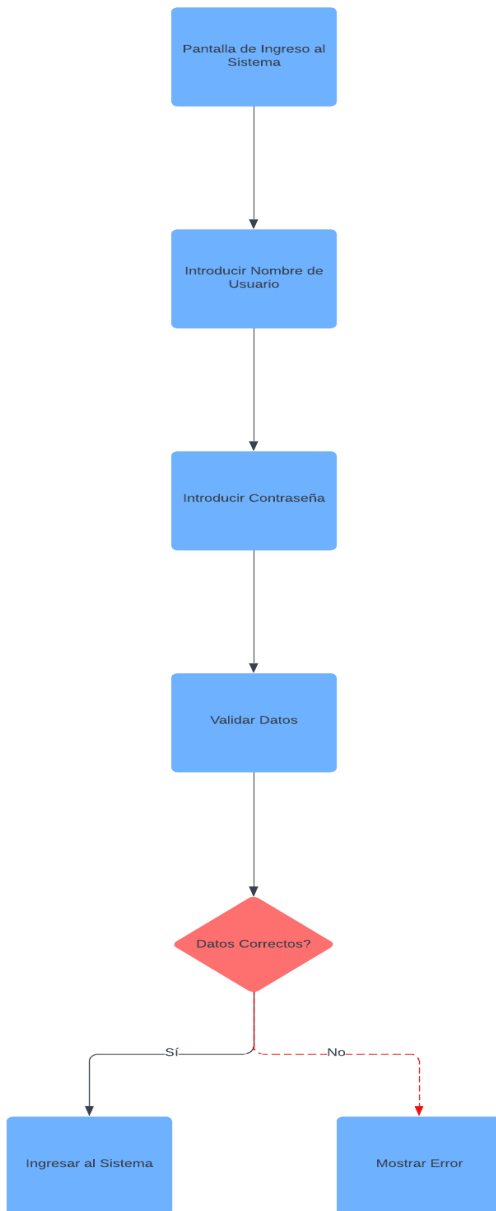 Pantalla de Ingreso al
Sistema
Introducir Nombre de
Usuario
Introducir Contraseña
Validar Datos
Datos Correctos?
Sí
No
Ingresar al Sistema
Mostrar Error